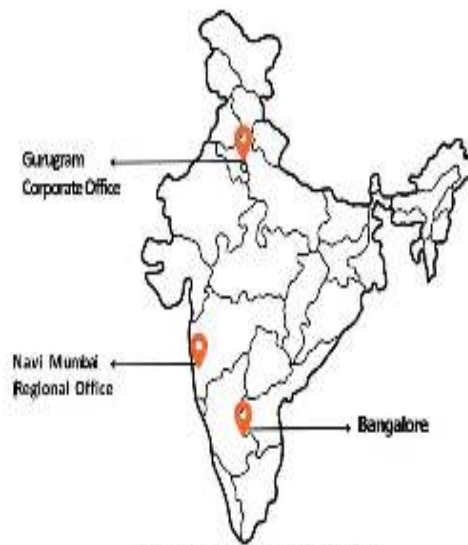 Gurugram
Corporate Office
Navi Mumbai
Regional Office
Bangalore